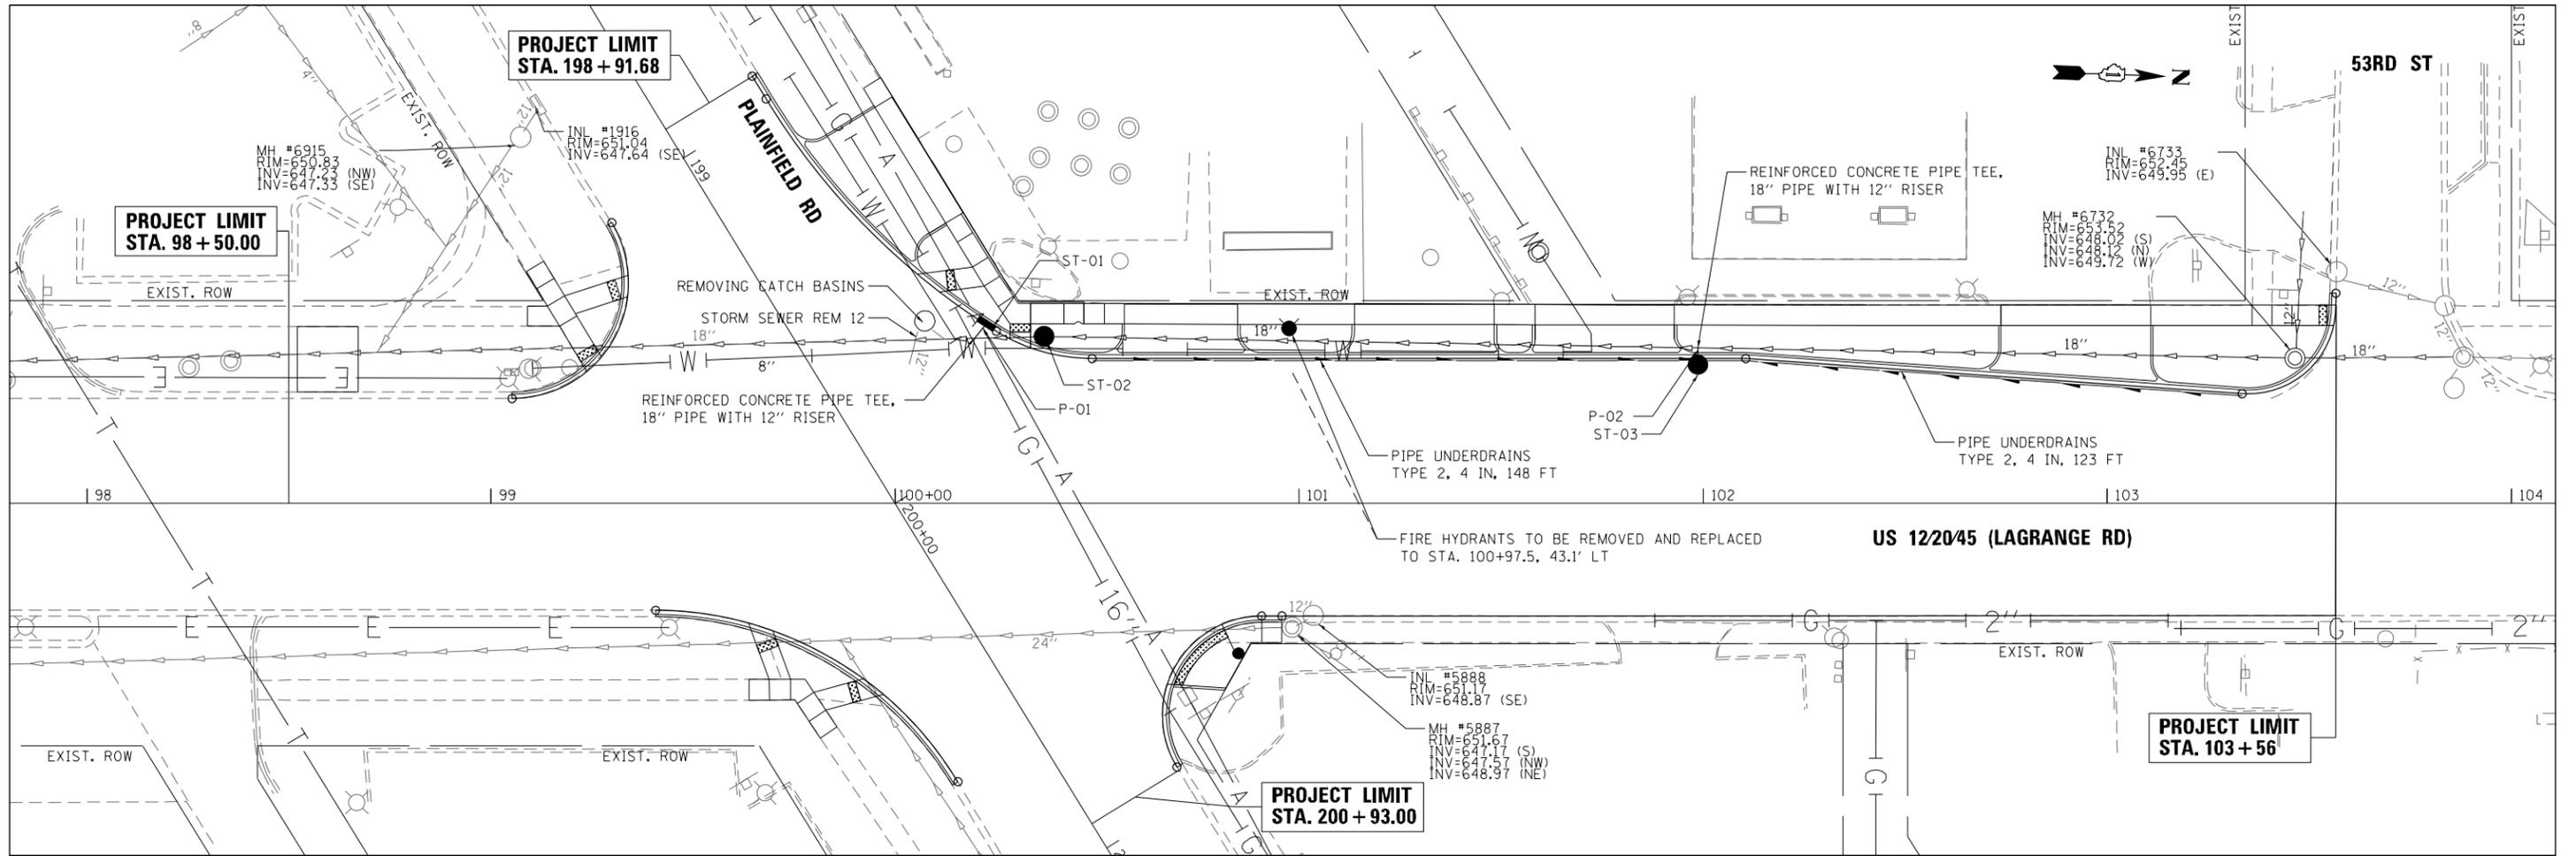 PROJECT LIMIT
STA. 198 + 91.68
53RD ST
N
EXIST
EXIST
8"
4"
12"
EXIST. ROW
INL #1916
RIM=651.04
INV=647.64 (SE)
MH #6915
RIM=650.83
INV=647.23 (NW)
INV=647.33 (SE)
12"
199
PLAINFIELD RD
G
A
W
PROJECT LIMIT
STA. 98 + 50.00
REINFORCED CONCRETE PIPE TEE,
18" PIPE WITH 12" RISER
INL #6733
RIM=652.45
INV=649.95 (E)
MH #6732
RIM=653.52
INV=648.02 (S)
INV=648.12 (N)
INV=649.72 (W)
W
ST-01
REMOVING CATCH BASINS
STORM SEWER REM 12
EXIST. ROW
EXIST. ROW
12"
12"
12"
18"
18"
18"
18"
W
8"
12"
W
W
E
E
ST-02
P-01
REINFORCED CONCRETE PIPE TEE,
18" PIPE WITH 12" RISER
12"
P-02
ST-03
T
G
A
PIPE UNDERDRAINS
TYPE 2, 4 IN, 148 FT
PIPE UNDERDRAINS
TYPE 2, 4 IN, 123 FT
98
99
100+00
101
102
103
104
200+00
FIRE HYDRANTS TO BE REMOVED AND REPLACED
TO STA. 100+97.5, 43.1' LT
US 12/20/45 (LAGRANGE RD)
T
16"
A
12"
E
E
E
24"
G
2"
G
2"
EXIST. ROW
INL #5888
RIM=651.17
INV=648.87 (SE)
MH #5887
RIM=651.67
INV=647.17 (S)
INV=647.57 (NW)
INV=648.97 (NE)
T
EXIST. ROW
EXIST. ROW
PROJECT LIMIT
STA. 103 + 56
G
PROJECT LIMIT
STA. 200 + 93.00
A
G